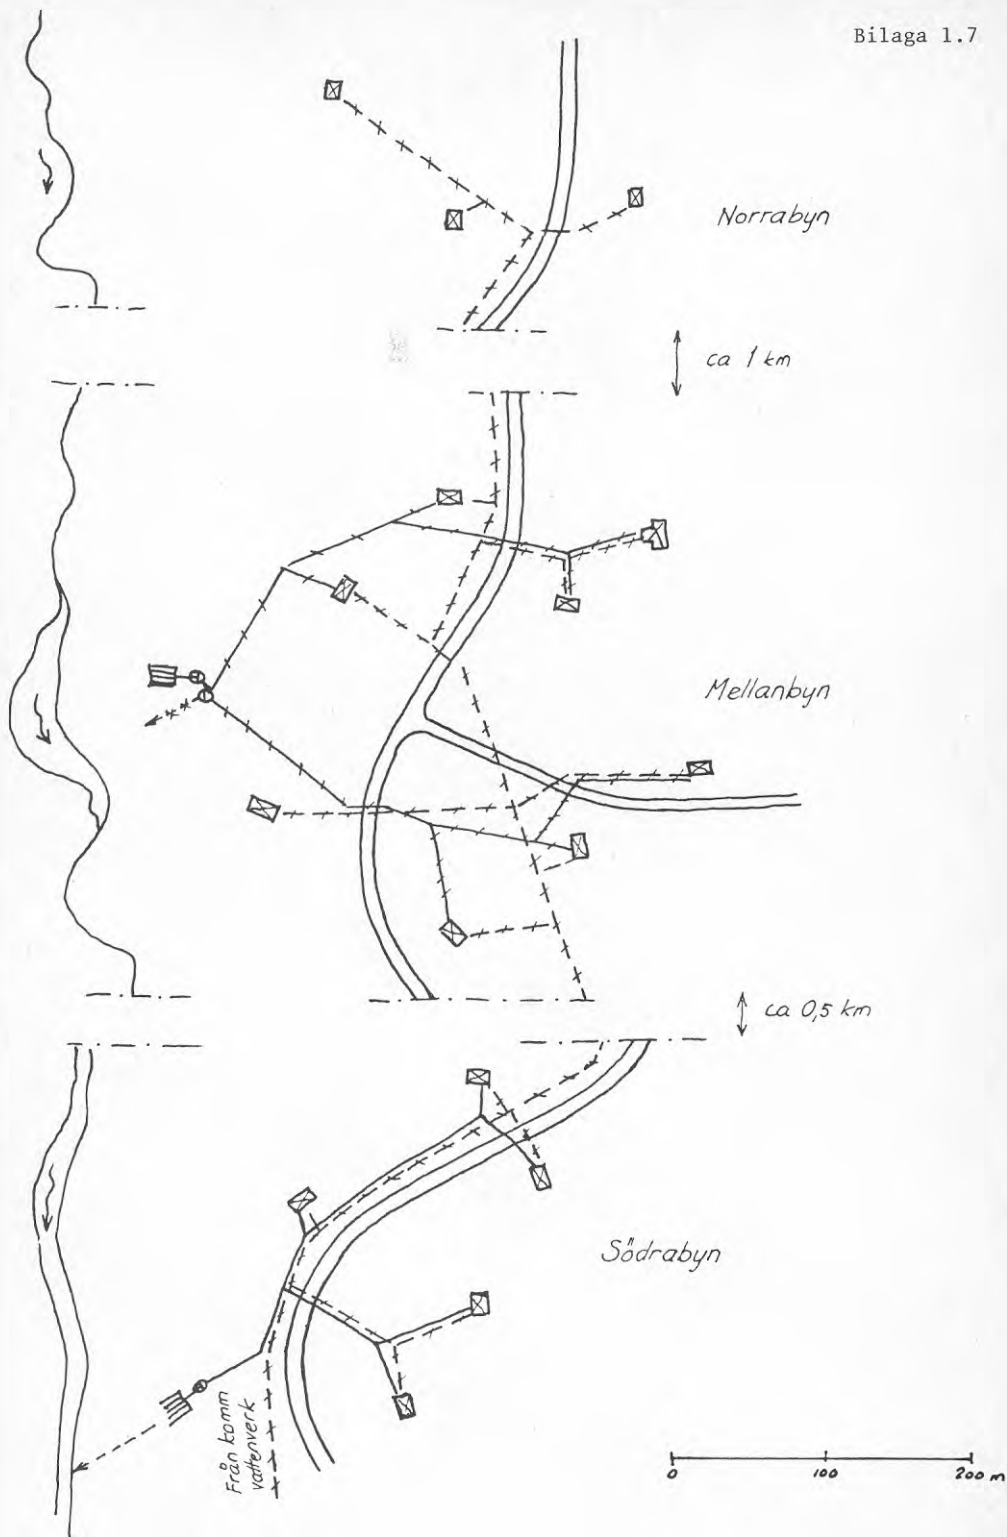 Bilaga 1.7
Norrabyn
ca 1 km
Mellanbyn
ca 0,5 km
Södrabyn
Från komm
vattenverk
0 100 200 m